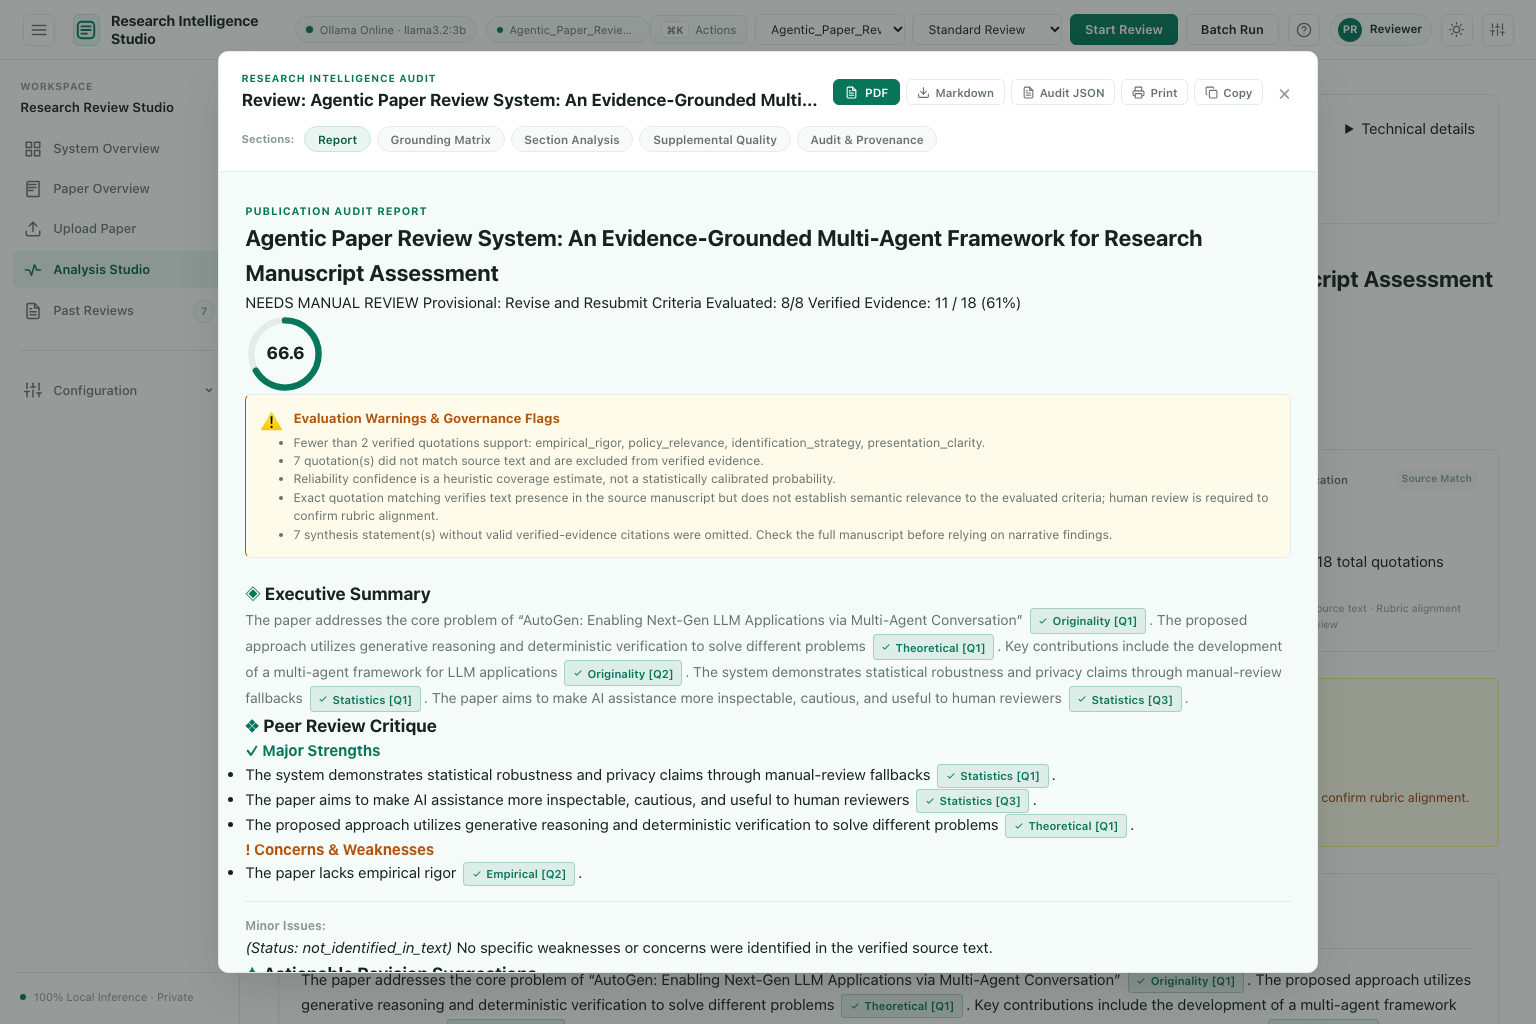 Research Intelligence
Studio
Ollama Online · llama3.2:3b
Agentic_Paper_Revie...
⌘K Actions
Agentic_Paper_Rev
Standard Review
Start Review
Batch Run
PR Reviewer
WORKSPACE
Research Review Studio
System Overview
Paper Overview
Upload Paper
Analysis Studio
Past Reviews 7
Configuration
100% Local Inference · Private
RESEARCH INTELLIGENCE AUDIT
Review: Agentic Paper Review System: An Evidence-Grounded Multi...
PDF
Markdown
Audit JSON
Print
Copy
Sections: Report Grounding Matrix Section Analysis Supplemental Quality Audit & Provenance
PUBLICATION AUDIT REPORT
Agentic Paper Review System: An Evidence-Grounded Multi-Agent Framework for Research
Manuscript Assessment
NEEDS MANUAL REVIEW Provisional: Revise and Resubmit Criteria Evaluated: 8/8 Verified Evidence: 11 / 18 (61%)
66.6
Evaluation Warnings & Governance Flags
• Fewer than 2 verified quotations support: empirical_rigor, policy_relevance, identification_strategy, presentation_clarity.
• 7 quotation(s) did not match source text and are excluded from verified evidence.
• Reliability confidence is a heuristic coverage estimate, not a statistically calibrated probability.
• Exact quotation matching verifies text presence in the source manuscript but does not establish semantic relevance to the evaluated criteria; human review is required to
confirm rubric alignment.
• 7 synthesis statement(s) without valid verified-evidence citations were omitted. Check the full manuscript before relying on narrative findings.
◈ Executive Summary
The paper addresses the core problem of “AutoGen: Enabling Next-Gen LLM Applications via Multi-Agent Conversation” ✓ Originality [Q1] . The proposed
approach utilizes generative reasoning and deterministic verification to solve different problems ✓ Theoretical [Q1] . Key contributions include the development
of a multi-agent framework for LLM applications ✓ Originality [Q2] . The system demonstrates statistical robustness and privacy claims through manual-review
fallbacks ✓ Statistics [Q1] . The paper aims to make AI assistance more inspectable, cautious, and useful to human reviewers ✓ Statistics [Q3] .
❖ Peer Review Critique
✓ Major Strengths
• The system demonstrates statistical robustness and privacy claims through manual-review fallbacks ✓ Statistics [Q1] .
• The paper aims to make AI assistance more inspectable, cautious, and useful to human reviewers ✓ Statistics [Q3] .
• The proposed approach utilizes generative reasoning and deterministic verification to solve different problems ✓ Theoretical [Q1] .
! Concerns & Weaknesses
• The paper lacks empirical rigor ✓ Empirical [Q2] .
Minor Issues:
(Status: not_identified_in_text) No specific weaknesses or concerns were identified in the verified source text.
Actionable Revision Suggestions
▶ Technical details
cript Assessment
cation
Source Match
18 total quotations
ource text · Rubric alignment
view
confirm rubric alignment.
The paper addresses the core problem of “AutoGen: Enabling Next-Gen LLM Applications via Multi-Agent Conversation” ✓ Originality [Q1] . The proposed approach utilizes
generative reasoning and deterministic verification to solve different problems ✓ Theoretical [Q1] . Key contributions include the development of a multi-agent framework